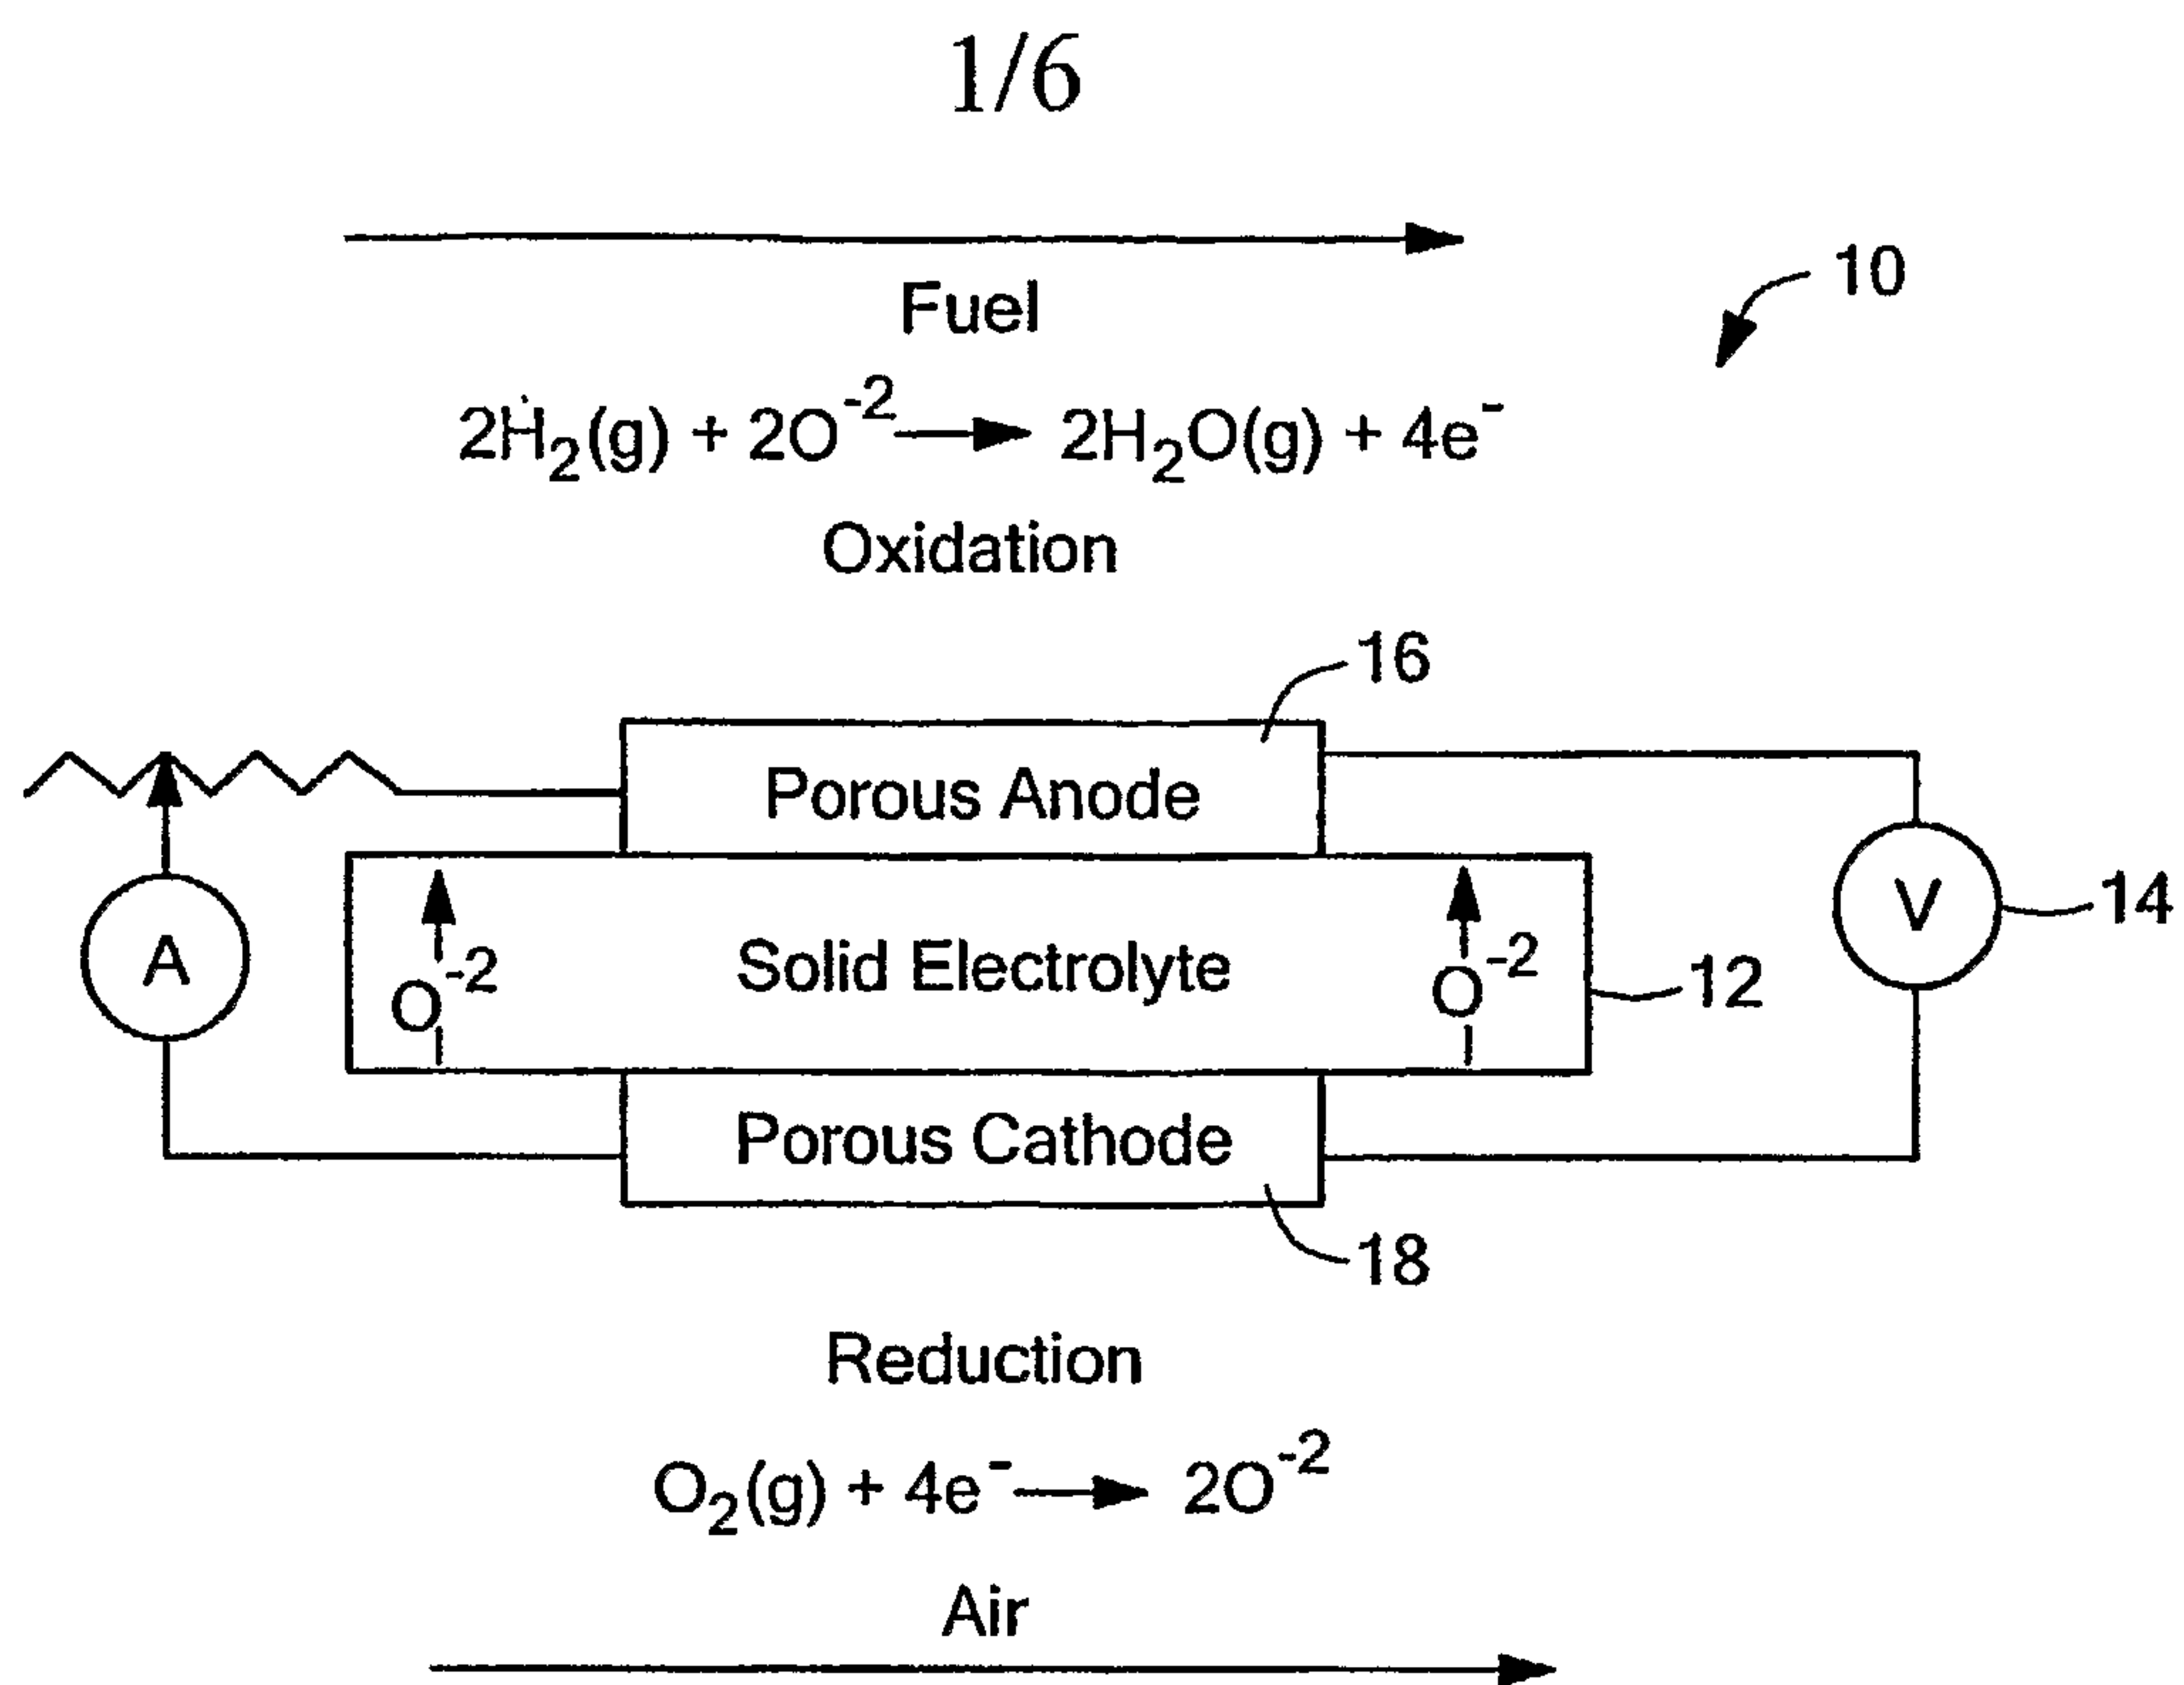 1/6
Fuel
10
2H₂(g) + 2O⁻² → 2H₂O(g) + 4e⁻
Oxidation
16
Porous Anode
A
V
14
O⁻²
Solid Electrolyte
O⁻²
12
Porous Cathode
18
Reduction
O₂(g) + 4e⁻ → 2O⁻²
Air